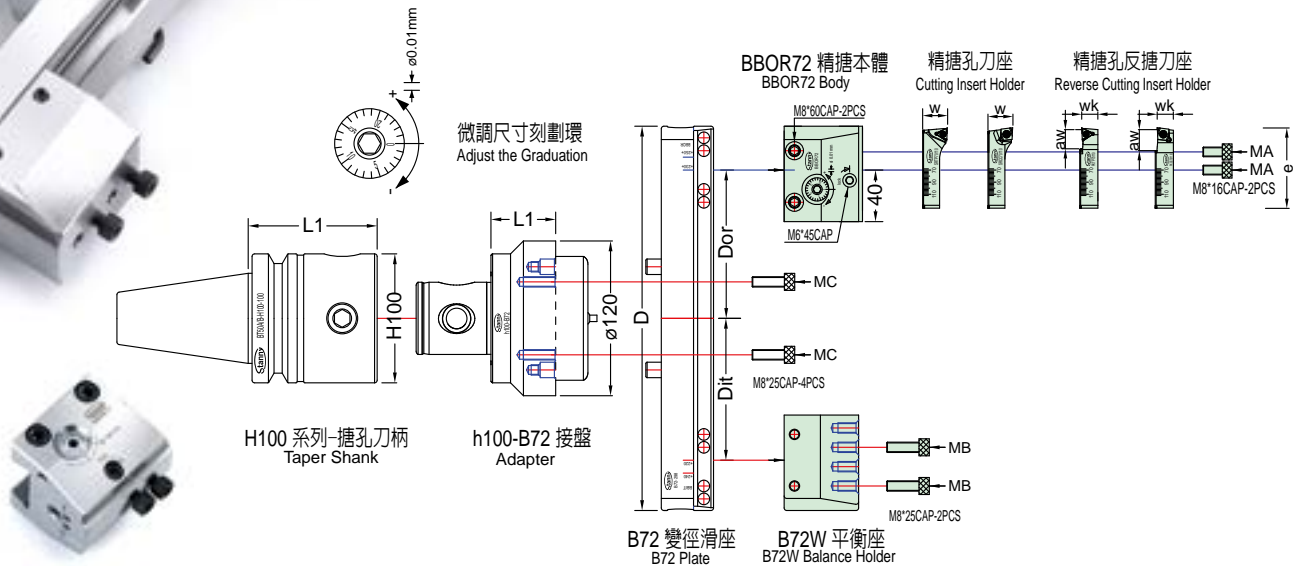 ø0.01mm
+
-
微調尺寸刻劃環
Adjust the Graduation
BBOR72 精搪本體
BBOR72 Body
M8*60CAP-2PCS
M6*45CAP
40
精搪孔刀座
Cutting Insert Holder
w
w
精搪孔反搪刀座
Reverse Cutting Insert Holder
wk
wk
aw
aw
e
MA
MA
M8*16CAP-2PCS
L1
H100
BT50A/B-H100-100
H100 系列-搪孔刀柄
Taper Shank
L1
ø120
h100-B72
h100-B72 接盤
Adapter
MC
MC
M8*25CAP-4PCS
D
Dor
Dit
B72 變徑滑座
B72 Plate
MB
MB
M8*25CAP-2PCS
B72W 平衡座
B72W Balance Holder